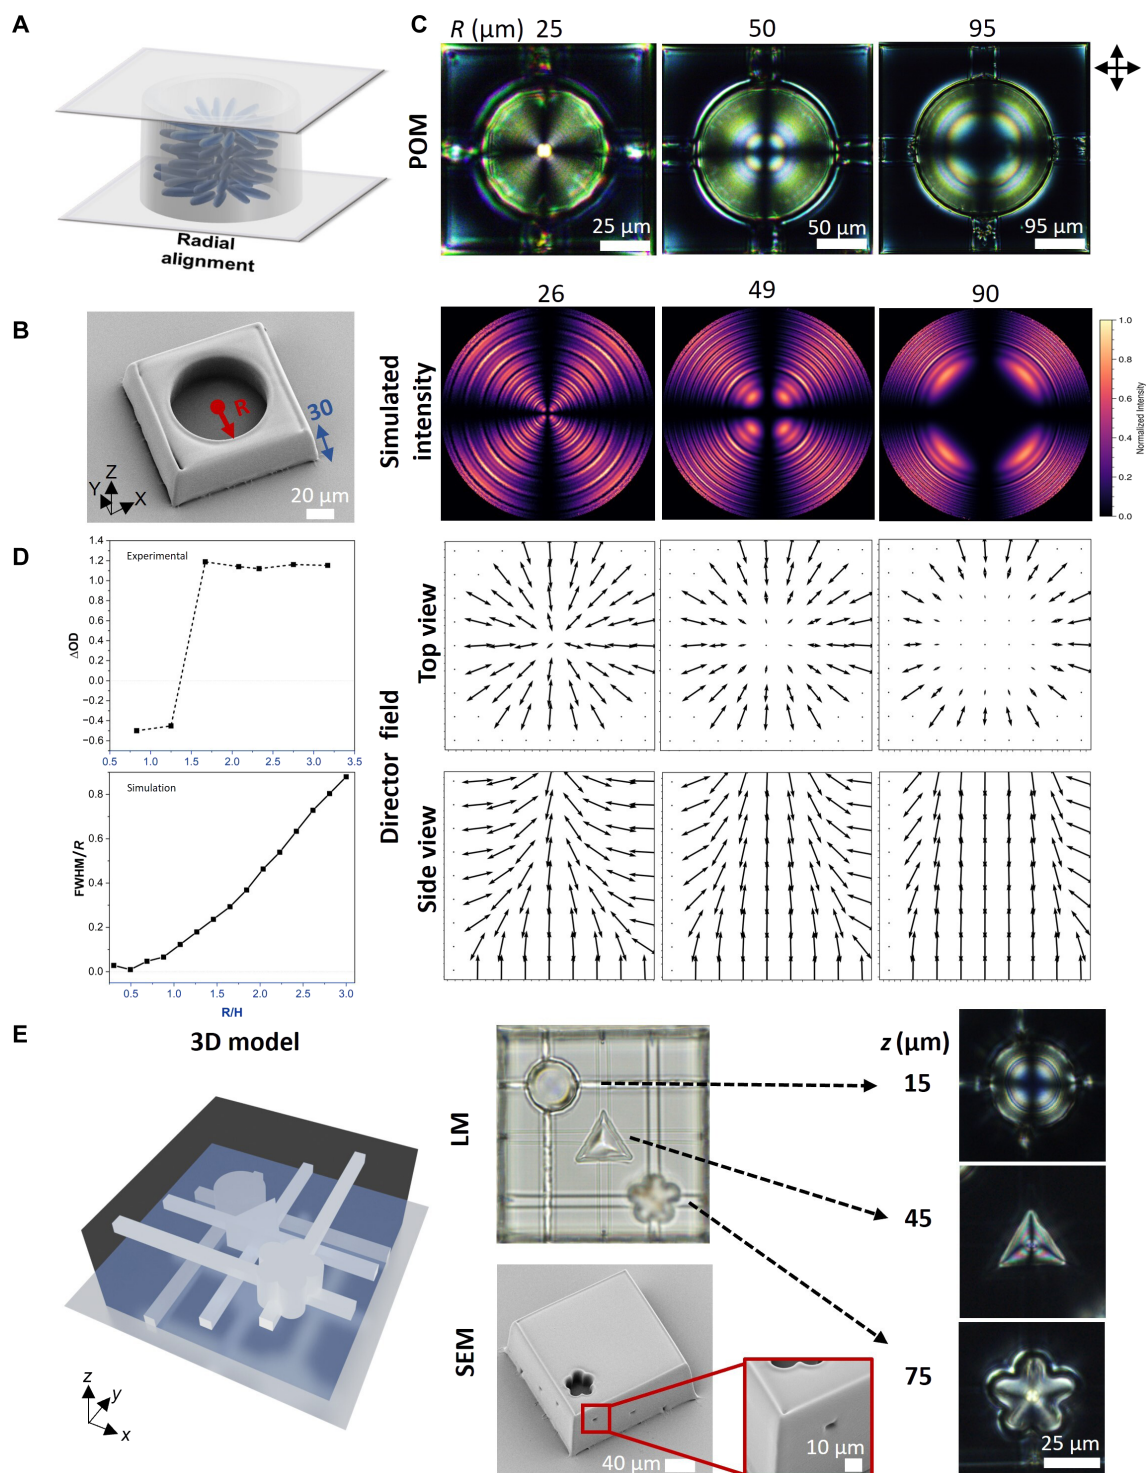 A
Radial
alignment
C
R (μm) 25
50
95
POM
25 μm
50 μm
95 μm
B
R
30
Z
Y
X
20 μm
26
49
90
Simulated
intensity
1.0
0.8
0.6
0.4
0.2
0.0
Normalized Intensity
D
Experimental
1.4
1.2
1.0
0.8
0.6
0.4
0.2
0.0
−0.2
−0.4
−0.6
ΔOD
0.5
1.0
1.5
2.0
2.5
3.0
3.5
Simulation
0.8
0.6
0.4
0.2
0.0
FWHM/R
0.5
1.0
1.5
2.0
2.5
3.0
R/H
Director field
Top view
Side view
E
3D model
z
y
x
LM
SEM
40 μm
10 μm
z (μm)
15
45
75
25 μm